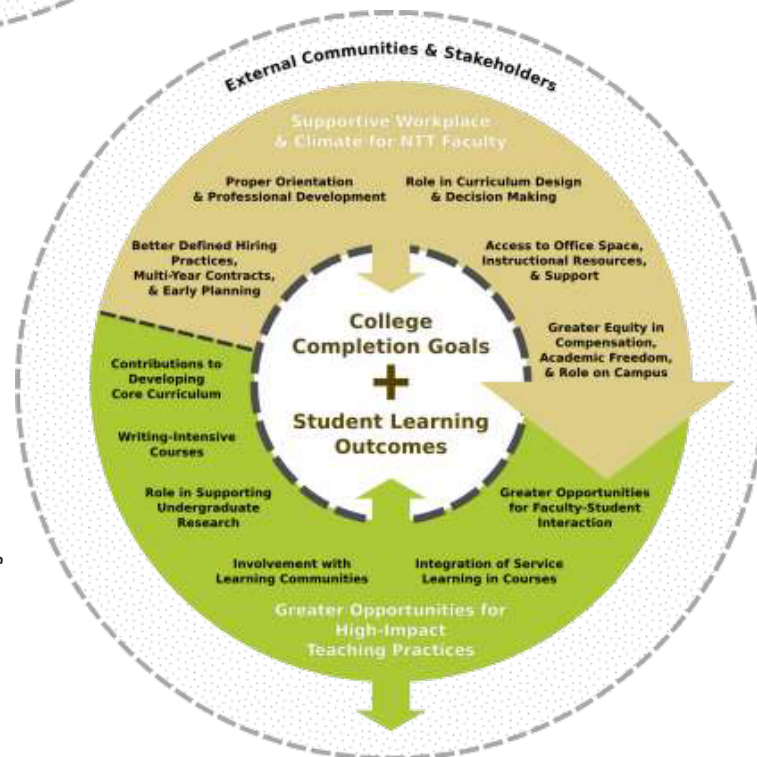 External Communities & Stakeholders
Supportive Workplace
& Climate for NTT Faculty
Proper Orientation
& Professional Development
Role in Curriculum Design
& Decision Making
Better Defined Hiring
Practices,
Multi-Year Contracts,
& Early Planning
Access to Office Space,
Instructional Resources,
& Support
Greater Equity in
Compensation,
Academic Freedom,
& Role on Campus
College
Completion Goals
+
Student Learning
Outcomes
Contributions to
Developing
Core Curriculum
Writing-Intensive
Courses
Role in Supporting
Undergraduate
Research
Involvement with
Learning Communities
Integration of Service
Learning in Courses
Greater Opportunities
for Faculty-Student
Interaction
Greater Opportunities for
High-Impact
Teaching Practices